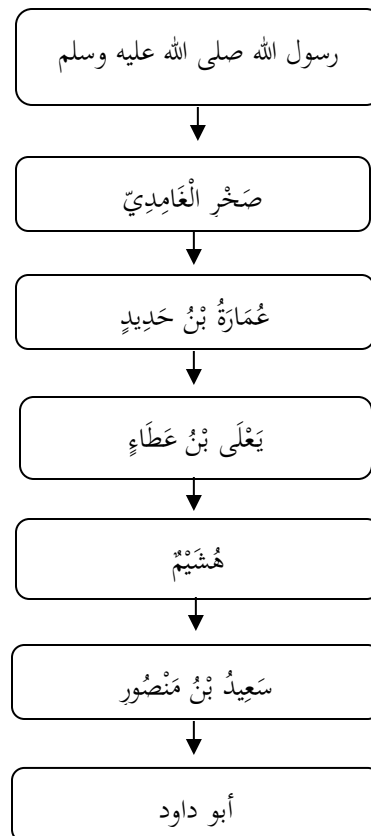 رسول الله صلى الله عليه وسلم
صَخْرِ الْغَامِدِيّ
عُمَارَةُ بْنُ حَدِيدٍ
يَعْلَى بْنُ عَطَاءٍ
هُشَيْمٌ
سَعِيدُ بْنُ مَنْصُورِ
أبو داود